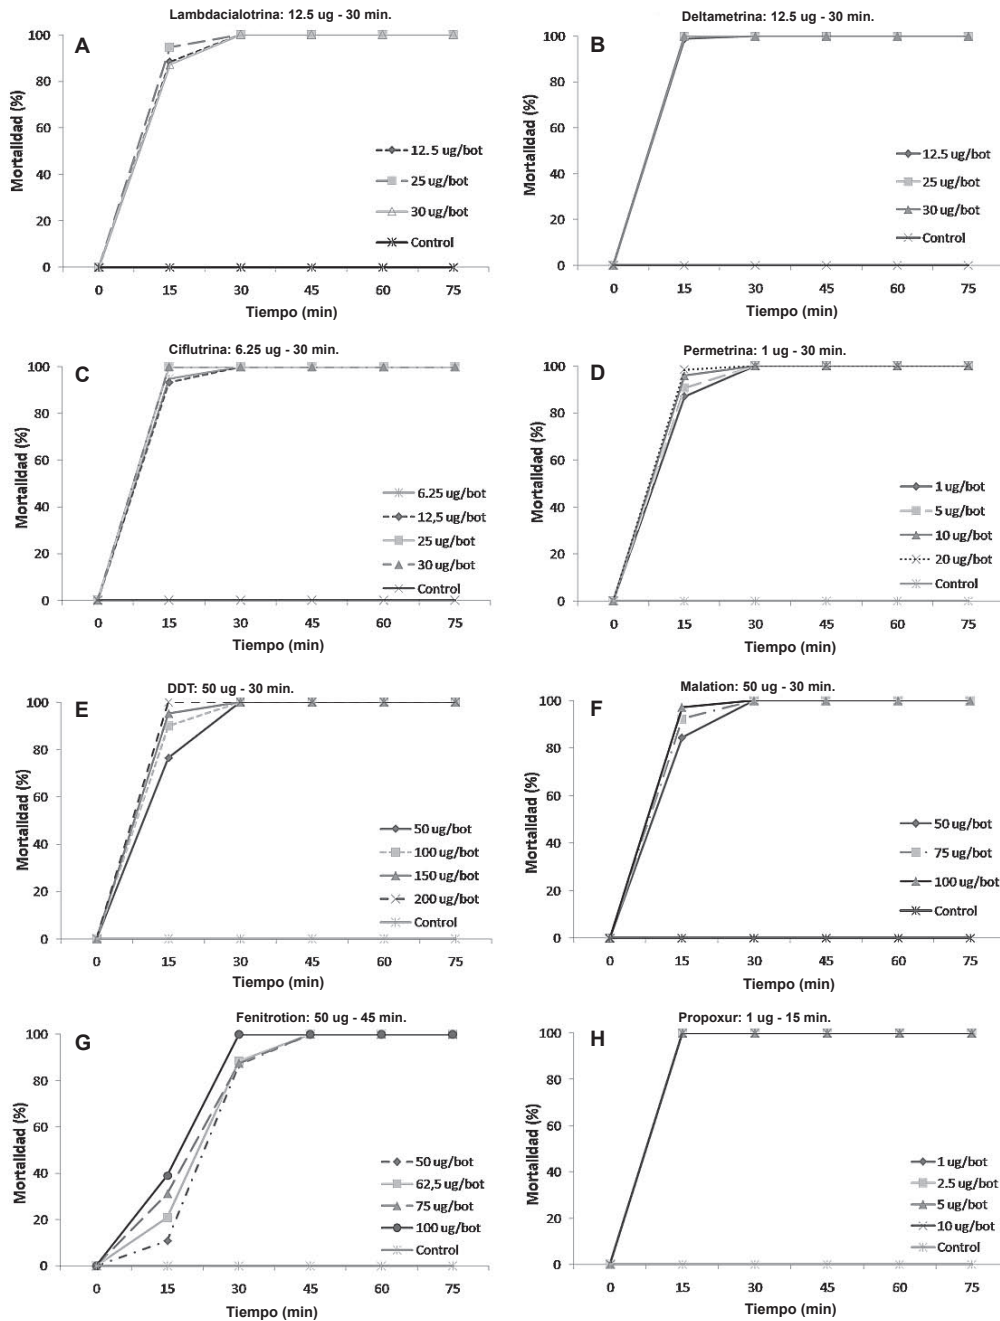 Lambdacialotrina: 12.5 ug - 30 min.
A
Mortalidad (%)
100
80
60
40
20
0
12.5 ug/bot
25 ug/bot
30 ug/bot
Control
0 15 30 45 60 75
Tiempo (min)
Deltametrina: 12.5 ug - 30 min.
B
Mortalidad (%)
100
80
60
40
20
0
12.5 ug/bot
25 ug/bot
30 ug/bot
Control
0 15 30 45 60 75
Tiempo (min)
Ciflutrina: 6.25 ug - 30 min.
C
Mortalidad (%)
100
80
60
40
20
0
6.25 ug/bot
12,5 ug/bot
25 ug/bot
30 ug/bot
Control
0 15 30 45 60 75
Tiempo (min)
Permetrina: 1 ug - 30 min.
D
Mortalidad (%)
100
80
60
40
20
0
1 ug/bot
5 ug/bot
10 ug/bot
20 ug/bot
Control
0 15 30 45 60 75
Tiempo (min)
DDT: 50 ug - 30 min.
E
Mortalidad (%)
100
80
60
40
20
0
50 ug/bot
100 ug/bot
150 ug/bot
200 ug/bot
Control
0 15 30 45 60 75
Tiempo (min)
Malation: 50 ug - 30 min.
F
Mortalidad (%)
100
80
60
40
20
0
50 ug/bot
75 ug/bot
100 ug/bot
Control
0 15 30 45 60 75
Tiempo (min)
Fenitrotion: 50 ug - 45 min.
G
Mortalidad (%)
100
80
60
40
20
0
50 ug/bot
62,5 ug/bot
75 ug/bot
100 ug/bot
Control
0 15 30 45 60 75
Tiempo (min)
Propoxur: 1 ug - 15 min.
H
Mortalidad (%)
100
80
60
40
20
0
1 ug/bot
2.5 ug/bot
5 ug/bot
10 ug/bot
Control
0 15 30 45 60 75
Tiempo (min)